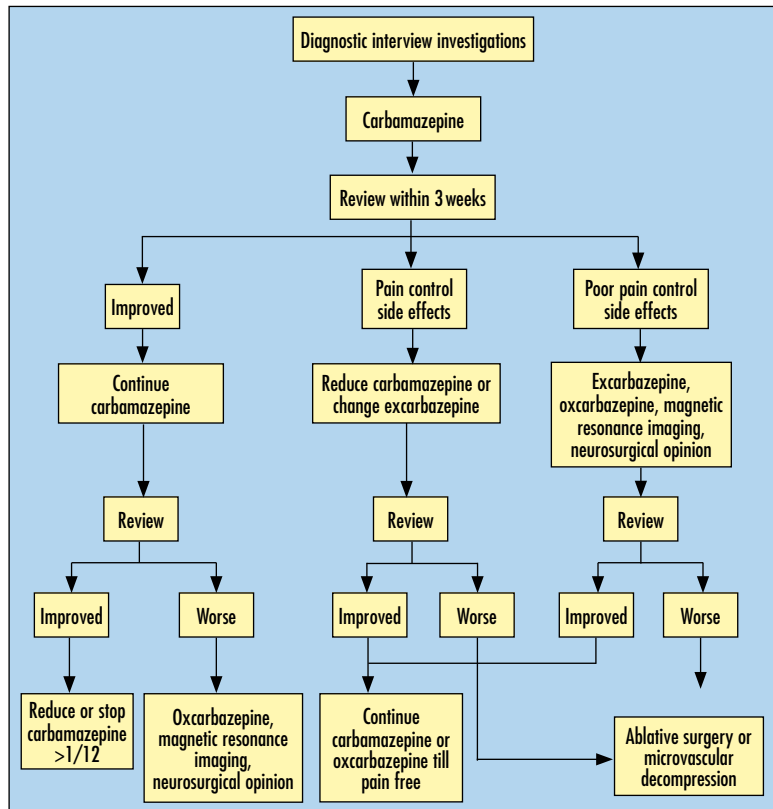 Diagnostic interview investigations
Carbamazepine
Review within 3 weeks
Improved
Pain control
side effects
Poor pain control
side effects
Continue
carbamazepine
Reduce carbamazepine or
change excarbazepine
Excarbazepine,
oxcarbazepine, magnetic
resonance imaging,
neurosurgical opinion
Review
Review
Review
Improved
Worse
Improved
Worse
Improved
Worse
Reduce or stop
carbamazepine
>1/12
Oxcarbazepine,
magnetic resonance
imaging,
neurosurgical opinion
Continue
carbamazepine or
oxcarbazepine till
pain free
Ablative surgery or
microvascular
decompression